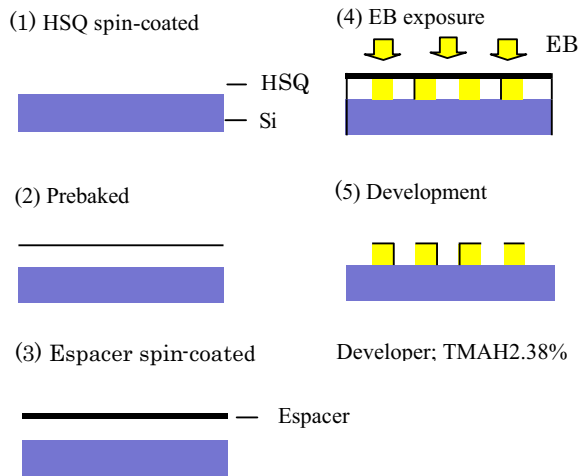 (1) HSQ spin-coated
HSQ
Si
(2) Prebaked
(3) Espacer spin-coated
Espacer
(4) EB exposure
EB
(5) Development
Developer; TMAH2.38%